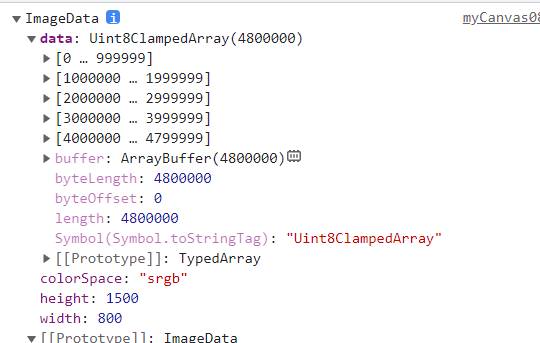 ImageData i myCanvas08
data: Uint8ClampedArray(4800000)
[0 … 999999]
[1000000 … 1999999]
[2000000 … 2999999]
[3000000 … 3999999]
[4000000 … 4799999]
buffer: ArrayBuffer(4800000)
byteLength: 4800000
byteOffset: 0
length: 4800000
Symbol(Symbol.toStringTag): "Uint8ClampedArray"
[[Prototype]]: TypedArray
colorSpace: "srgb"
height: 1500
width: 800
[[Prototype]]: ImageData